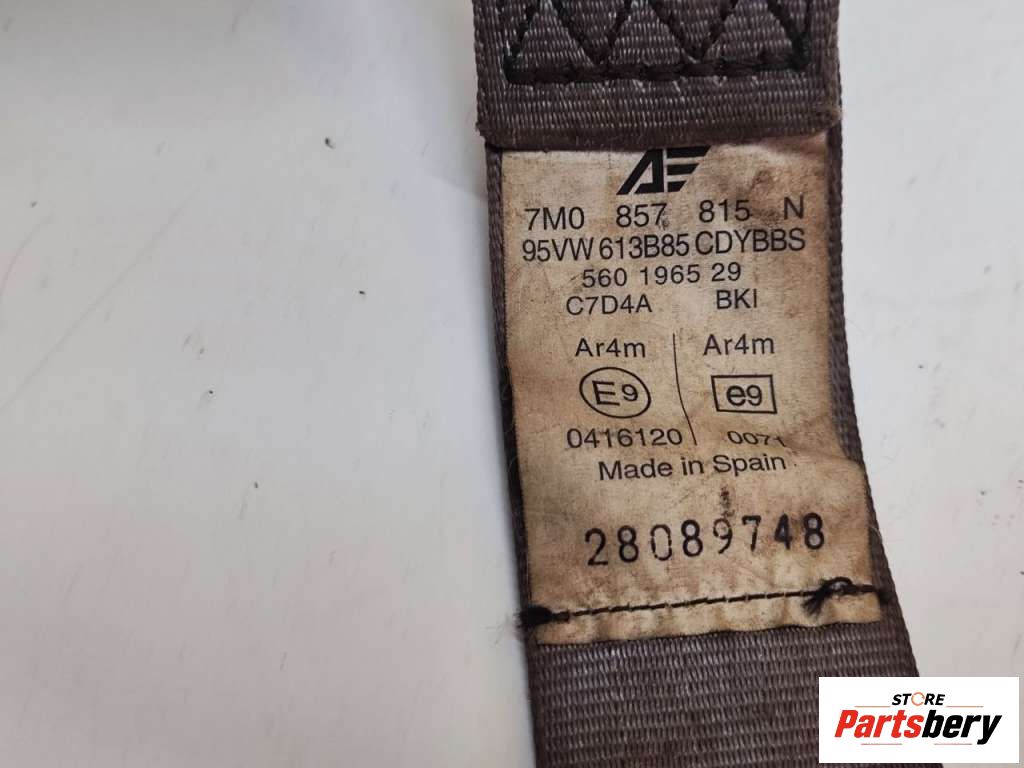 AE
7M0 857 815 N
95VW 613B85 CDYBBS
560 1965 29
C7D4A BKI
Ar4m Ar4m
E9 e9
0416120 0071
Made in Spain
28089748
STORE
Partsbery